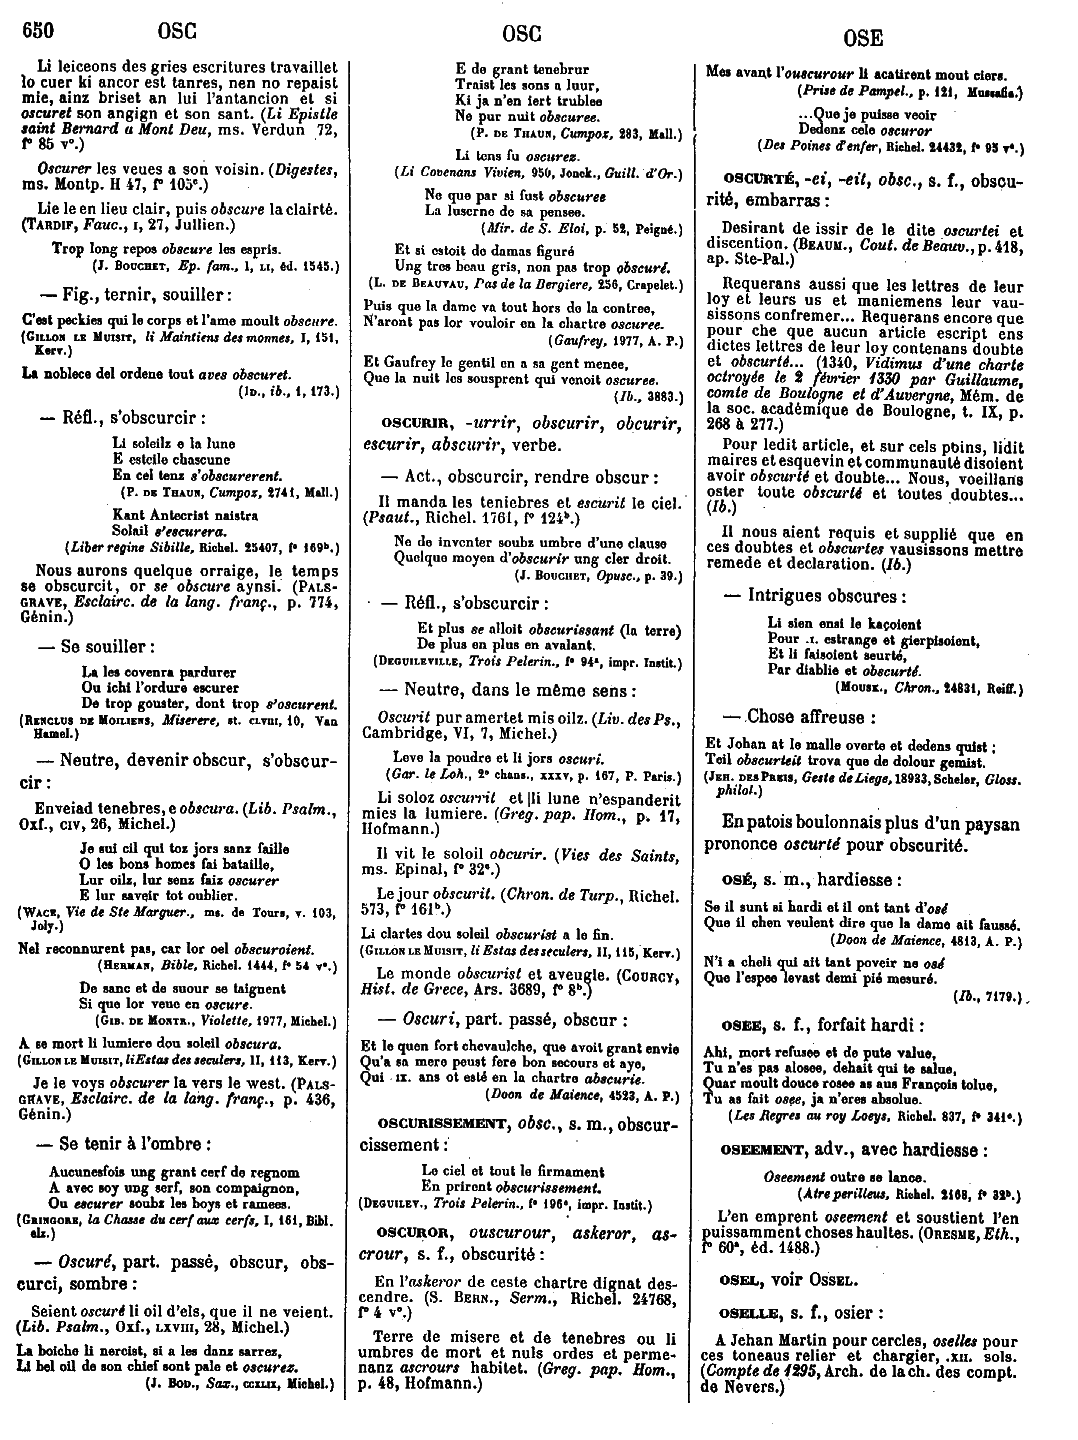 650 OSC OSC OSE
Li leiceons des gries escritures travaillet
lo cuer ki ancor est tanres, nen no repaist
mie, ainz briset an lui l'antancion et si
oscuret son angign et son sant. (Li Epistle
saint Bernard a Mont Deu, ms. Verdun 72,
f° 85 v°.)
Oscurer les veues a son voisin. (Digestes,
ms. Montp. H 47, f° 105ᵉ.)
Lie le en lieu clair, puis obscure la clairté.
(TARDIF, Fauc., I, 27, Jullien.)
Trop long repos obscure les espris.
(J. BOUCHET, Ep. fam., I, LI, éd. 1545.)
— Fig., ternir, souiller :
C'est peckies qui le corps et l'ame moult obscure.
(GILLON LE MUISIT, li Maintiens des monnes, I, 151,
Kerv.)
La noblece del ordene tout aves obscuret.
(ID., ib., I, 173.)
— Réfl., s'obscurcir :
Li soleilz e la lune
E esteile chascune
En cel tens s'obscurerent.
(P. DE THAUN, Cumpoz, 2741, Mall.)
Kant Antecrist naistra
Solail s'escurera.
(Liber regine Sibille, Richel. 25407, f° 169ᵇ.)
Nous aurons quelque orraige, le temps
se obscurcit, or se obscure aynsi. (PALS-
GRAVE, Esclairc. de la lang. franç., p. 774,
Génin.)
— Se souiller :
La les covenra pardurer
Ou ichi l'ordure escurer
De trop gouster, dont trop s'oscurent.
(RENCLUS DE MOILIENS, Miserere, st. CLVIII, 10, Van
Hamel.)
— Neutre, devenir obscur, s'obscur-
cir :
Enveiad tenebres, e obscura. (Lib. Psalm.,
Oxf., CIV, 26, Michel.)
Je sui cil qui toz jors sanz faille
O les bons homes fai bataille,
Lur oilz, lur senz faiz oscurer
E lur saveir tot oublier.
(WACE, Vie de Ste Marguer., ms. de Tours, v. 103,
Joly.)
Nel reconnurent pas, car lor oel obscuroient.
(HERMAN, Bible, Richel. 1444, f° 54 v°.)
De sanc et de suour se taignent
Si que lor veue en oscure.
(GIB. DE MONTR., Violette, 1977, Michel.)
A se mort li lumiere dou soleil obscura.
(GILLON LE MUISIT, li Estas des seculers, II, 113, Kerv.)
Je le voys obscurer la vers le west. (PALS-
GRAVE, Esclairc. de la lang. franç., p. 436,
Génin.)
— Se tenir à l'ombre :
Aucunesfois ung grant cerf de regnom
A avec soy ung serf, son compaignon,
Ou escurer soubz les boys et ramees.
(GRINGORE, la Chasse du cerf aux cerfs, I, 161, Bibl.
elz.)
— Oscuré, part. passé, obscur, obs-
curci, sombre :
Seient oscuré li oil d'els, que il ne veient.
(Lib. Psalm., Oxf., LXVIII, 28, Michel.)
La boiche li nercist, si a les danz sarrez,
Li bel oil de son chief sont pale et oscurez.
(J. BOD., Sax., CCXLIX, Michel.)
E de grant tenebrur
Traist les sons a luur,
Ki ja n'en iert trublee
Ne pur nuit obscuree.
(P. DE THAUN, Cumpoz, 283, Mall.)
Li tens fu oscurez.
(Li Covenans Vivien, 950, Jonck., Guill. d'Or.)
Ne que par si fust obscuree
La luserne de sa pensee.
(Mir. de S. Eloi, p. 52, Peigné.)
Et si estoit de damas figuré
Ung tres beau gris, non pas trop obscuré.
(L. DE BEAUVAU, Pas de la Bergiere, 256, Crapelet.)
Puis que la dame va tout hors de la contree,
N'aront pas lor vouloir en la chartre oscuree.
(Gaufrey, 1977, A. P.)
Et Gaufrey le gentil en a sa gent menee,
Que la nuit les sousprent qui venoit oscuree.
(Ib., 3883.)
OSCURIR, -urrir, obscurir, obcurir,
escurir, abscurir, verbe.
— Act., obscurcir, rendre obscur :
Il manda les teniebres et escurit le ciel.
(Psaut., Richel. 1761, f° 124ᵇ.)
Ne de inventer soubz umbre d'une clause
Quelque moyen d'obscurir ung cler droit.
(J. BOUCHET, Opusc., p. 39.)
— Réfl., s'obscurcir :
Et plus se alloit obscurissant (la terre)
De plus en plus en avalant.
(DEGUILEVILLE, Trois Pelerin., f° 94ᵃ, impr. Instit.)
— Neutre, dans le même sens :
Oscurit pur amertet mis oilz. (Liv. des Ps.,
Cambridge, VI, 7, Michel.)
Leve la poudre et li jors oscuri.
(Gar. le Loh., 2ᵉ chans., XXXV, p. 167, P. Paris.)
Li soloz oscurrit et li lune n'espanderit
mies la lumiere. (Greg. pap. Hom., p. 17,
Hofmann.)
Il vit le soloil obcurir. (Vies des Saints,
ms. Epinal, f° 32ᵉ.)
Le jour obscurit. (Chron. de Turp., Richel.
573, f° 161ᵇ.)
Li clartes dou soleil obscurist a le fin.
(GILLON LE MUISIT, li Estas des seculers, II, 115, Kerv.)
Le monde obscurist et aveugle. (COURCY,
Hist. de Grece, Ars. 3689, f° 8ᵇ.)
— Oscuri, part. passé, obscur :
Et le quen fort chevaulche, que avoit grant envie
Qu'a sa mere peust fere bon secours et aye,
Qui .IX. ans ot esté en la chartre abscurie.
(Doon de Maience, 4523, A. P.)
OSCURISSEMENT, obsc., s. m., obscur-
cissement :
Le ciel et tout le firmament
En prirent obscurissement.
(DEGUILEV., Trois Pelerin., f° 196ᵃ, impr. Instit.)
OSCUROR, ouscurour, askeror, as-
crour, s. f., obscurité :
En l'askeror de ceste chartre dignat des-
cendre. (S. BERN., Serm., Richel. 24768,
f° 4 v°.)
Terre de misere et de tenebres ou li
umbres de mort et nuls ordes et perme-
nanz ascrours habitet. (Greg. pap. Hom.,
p. 48, Hofmann.)
Mes avant l'ouscurour li acatirent mout ciers.
(Prise de Pampel., p. 121, Mussafia.)
...Que je puisse veoir
Dedenz cele oscuror
(Des Poines d'enfer, Richel. 24432, f° 95 v°.)
OSCURTÉ, -ei, -eit, obsc., s. f., obscu-
rité, embarras :
Desirant de issir de le dite oscurtei et
discention. (BEAUM., Cout. de Beauv., p. 418,
ap. Ste-Pal.)
Requerans aussi que les lettres de leur
loy et leurs us et maniemens leur vau-
sissons confremer... Requerans encore que
pour che que aucun article escript ens
dictes lettres de leur loy contenans doubte
et obscurté... (1340, Vidimus d'une charte
octroyée le 2 février 1330 par Guillaume,
comte de Boulogne et d'Auvergne, Mém. de
la soc. académique de Boulogne, t. IX, p.
268 à 277.)
Pour ledit article, et sur cels poins, lidit
maires et esquevin et communauté disoient
avoir obscurté et doubte... Nous, voeillans
oster toute obscurté et toutes doubtes...
(Ib.)
Il nous aient requis et supplié que en
ces doubtes et obscurtes vausissons mettre
remede et declaration. (Ib.)
— Intrigues obscures :
Li sien ensi le kaçoient
Pour .I. estrange et gierpisoient,
Et li faisoient seurté,
Par diablie et obscurté.
(MOUSK., Chron., 24831, Reiff.)
— Chose affreuse :
Et Johan at le malle overte et dedens quist ;
Teil obscurteit trova que de dolour gemist.
(JEH. DES PREIS, Geste de Liege, 18933, Scheler, Gloss.
philol.)
En patois boulonnais plus d'un paysan
prononce oscurté pour obscurité.
OSÉ, s. m., hardiesse :
Se il sunt si hardi et il ont tant d'osé
Que il chen veulent dire que la dame ait faussé.
(Doon de Maience, 4813, A. P.)
N'i a cheli qui ait tant poveir ne osé
Que l'espee levast demi pié mesuré.
(Ib., 7179.)
OSEE, s. f., forfait hardi :
Ahi, mort refusee et de pute value,
Tu n'es pas alosee, dehait qui te salue,
Quar moult douce rosee as aus François tolue,
Tu as fait osee, ja n'eres absolue.
(Les Regres au roy Loeys, Richel. 837, f° 341ᵉ.)
OSEEMENT, adv., avec hardiesse :
Oseement outre se lance.
(Atre perilleus, Richel. 2168, f° 32ᵇ.)
L'en emprent oseement et soustient l'en
puissamment choses haultes. (ORESME, Eth.,
f° 60ᵃ, éd. 1488.)
OSEL, voir OSSEL.
OSELLE, s. f., osier :
A Jehan Martin pour cercles, oselles pour
ces toneaus relier et chargier, .XII. sols.
(Compte de 1295, Arch. de la ch. des compt.
de Nevers.)